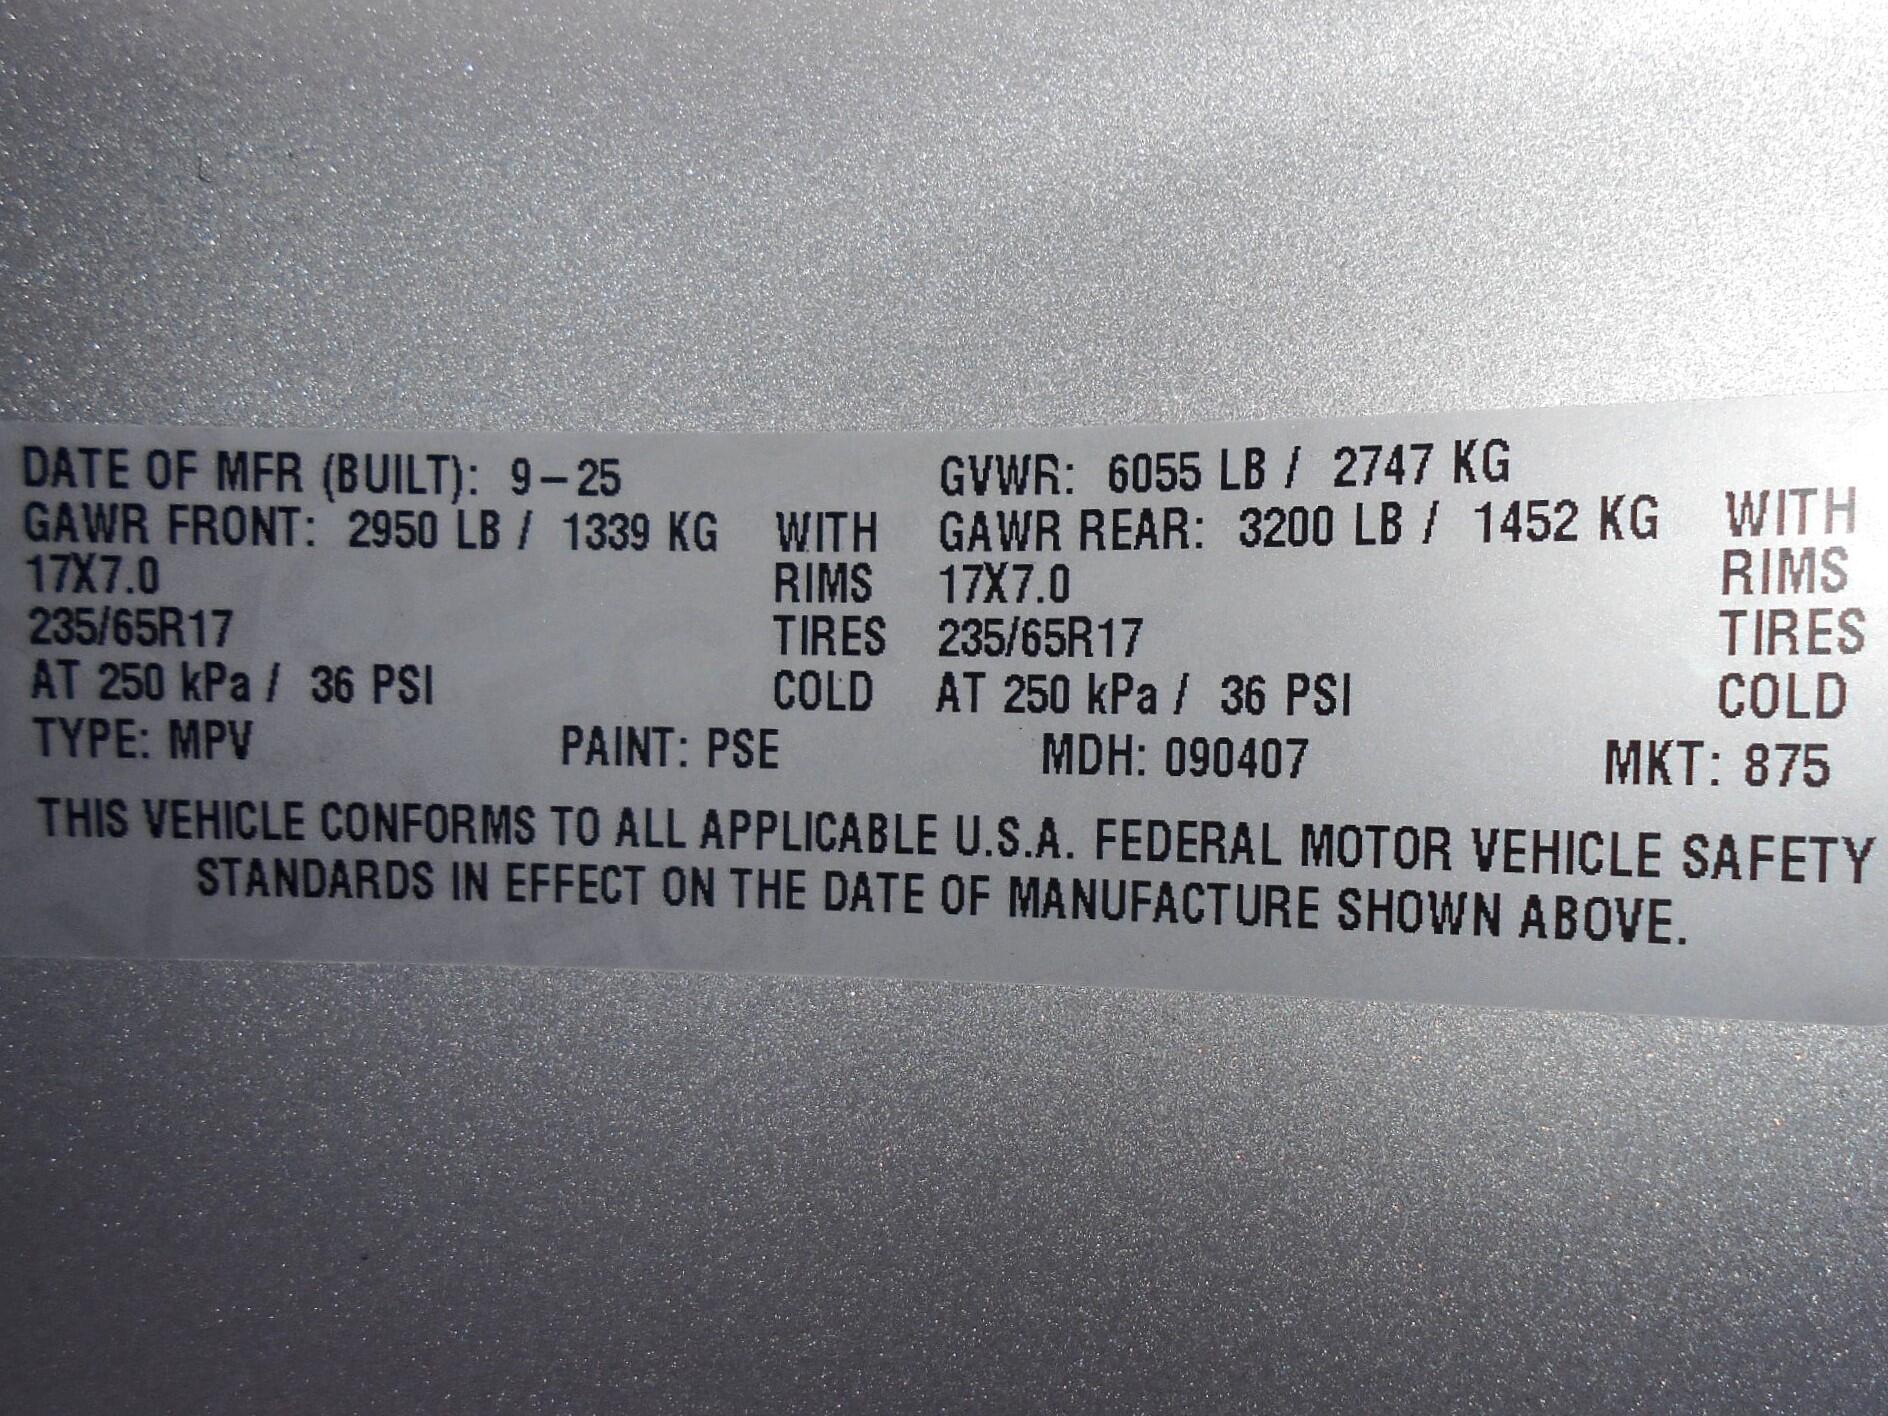 DATE OF MFR (BUILT): 9-25 GVWR: 6055 LB / 2747 KG
GAWR FRONT: 2950 LB / 1339 KG WITH GAWR REAR: 3200 LB / 1452 KG WITH
17X7.0 RIMS 17X7.0 RIMS
235/65R17 TIRES 235/65R17 TIRES
AT 250 kPa / 36 PSI COLD AT 250 kPa / 36 PSI COLD
TYPE: MPV PAINT: PSE MDH: 090407 MKT: 875
THIS VEHICLE CONFORMS TO ALL APPLICABLE U.S.A. FEDERAL MOTOR VEHICLE SAFETY
STANDARDS IN EFFECT ON THE DATE OF MANUFACTURE SHOWN ABOVE.